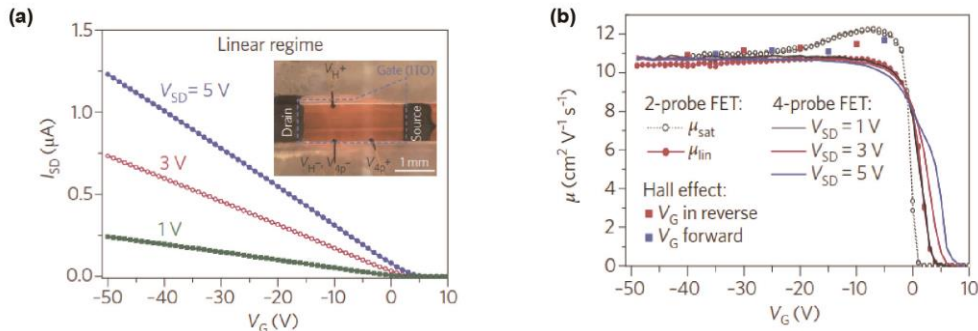 (a)
1.5
1.0
0.5
0.0
I_SD (μA)
Linear regime
V_SD = 5 V
3 V
1 V
V_H^+
Gate (ITO)
Drain
Source
V_H^- V_4p^- V_4p^+
1 mm
-50 -40 -30 -20 -10 0 10
V_G (V)
(b)
14
12
10
8
6
4
2
0
μ (cm² V⁻¹ s⁻¹)
2-probe FET:
μ_sat
μ_lin
4-probe FET:
V_SD = 1 V
V_SD = 3 V
V_SD = 5 V
Hall effect:
V_G in reverse
V_G forward
-50 -40 -30 -20 -10 0 10
V_G (V)